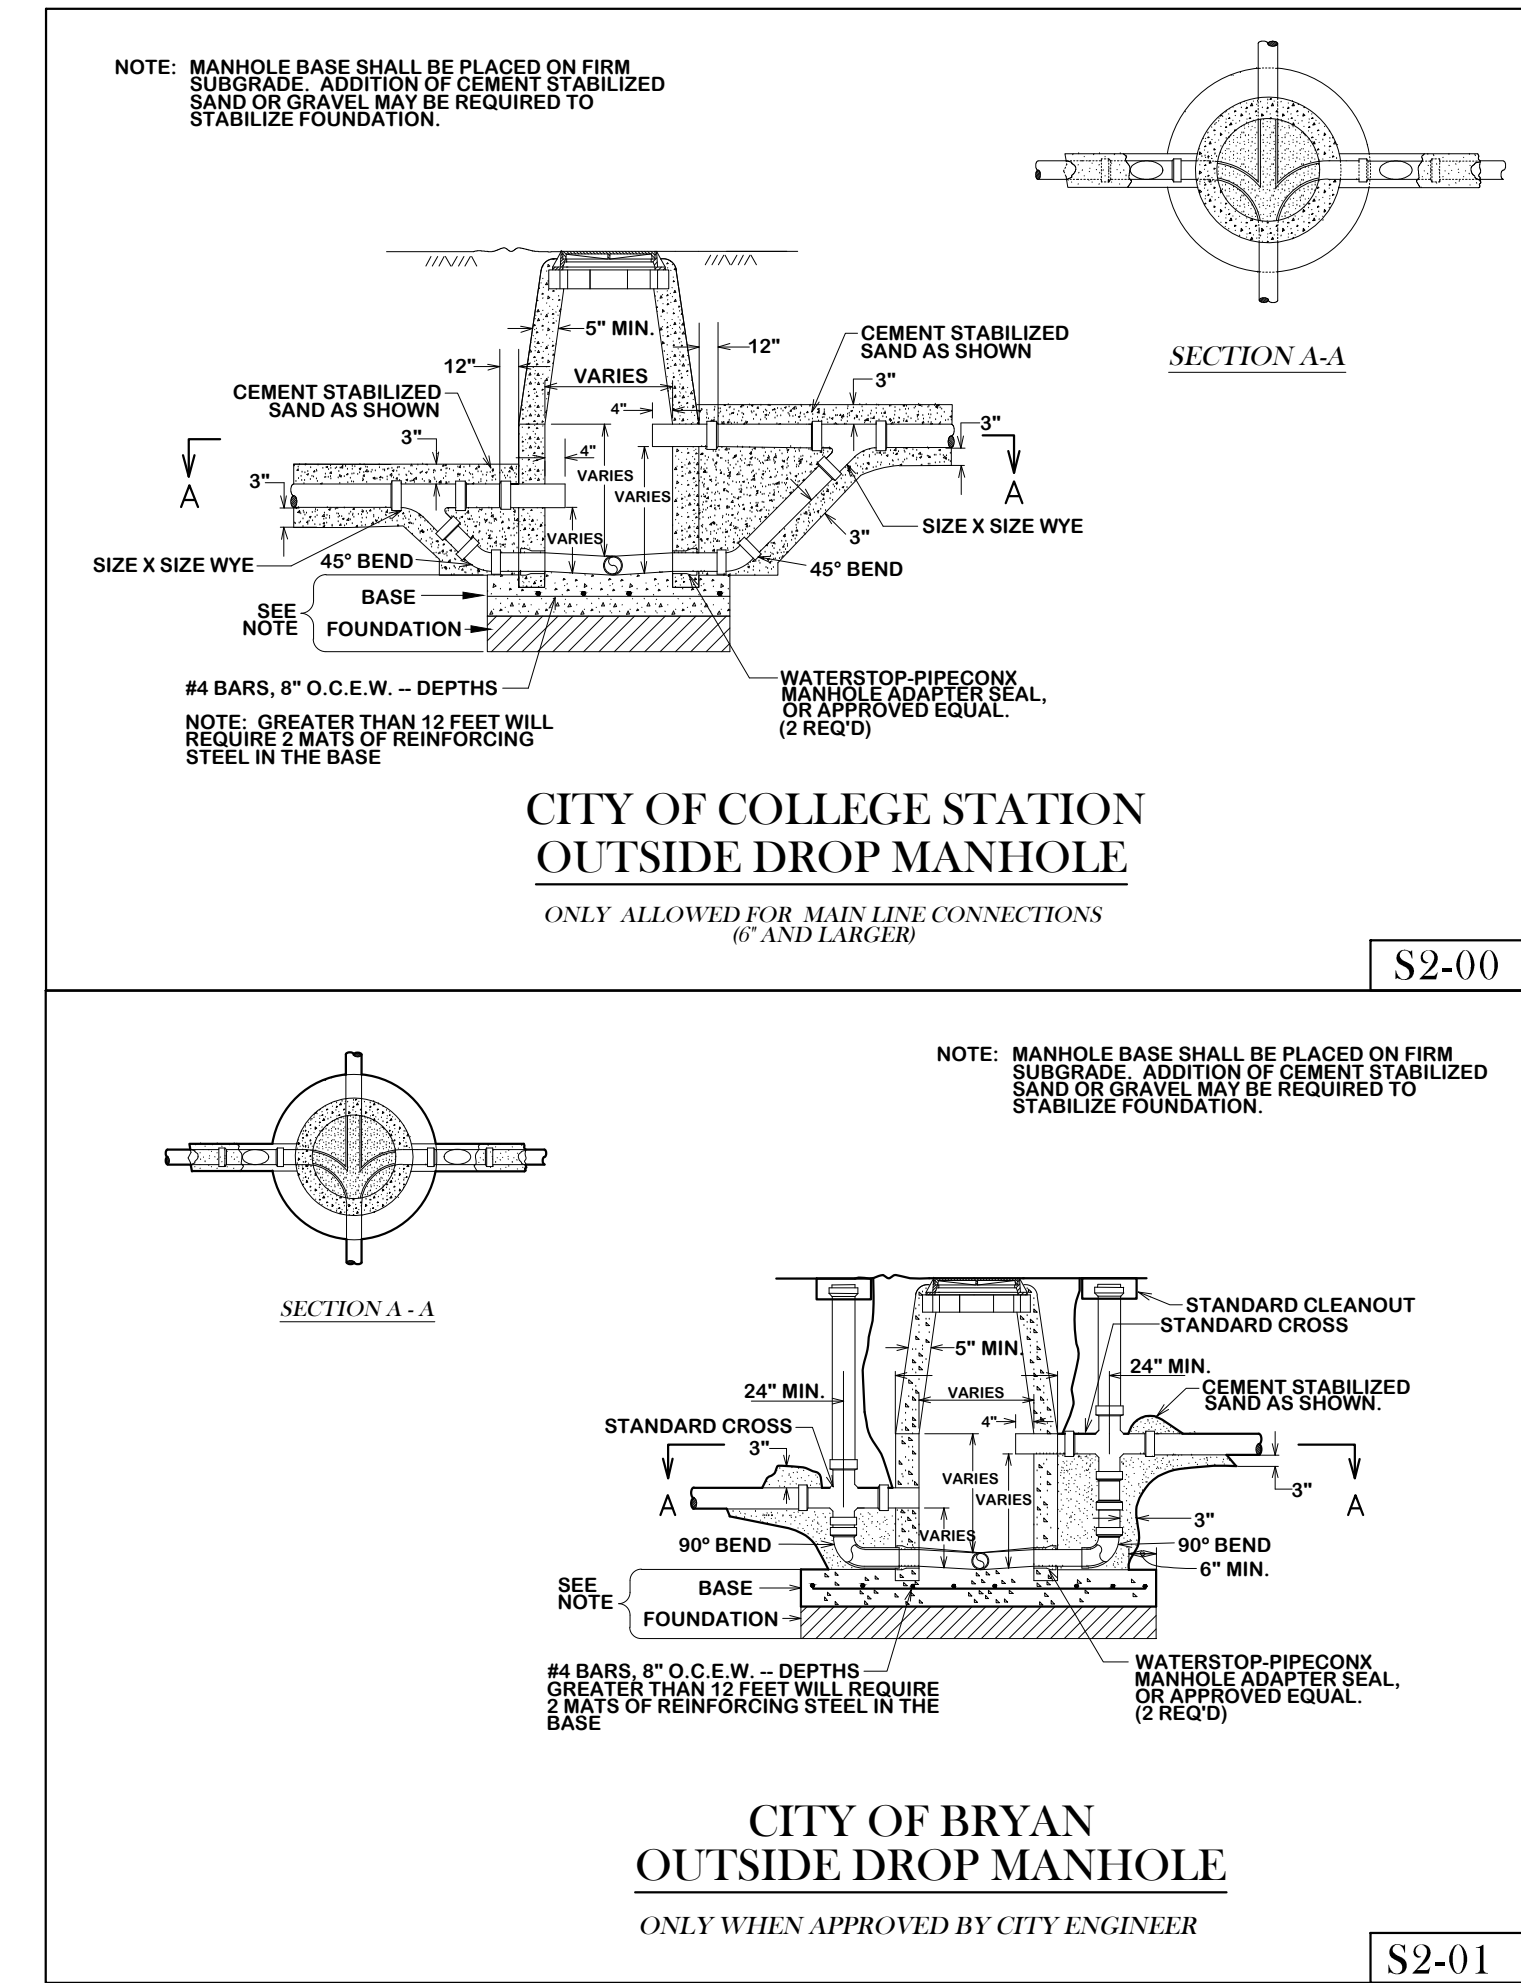 NOTE: MANHOLE BASE SHALL BE PLACED ON FIRM
SUBGRADE. ADDITION OF CEMENT STABILIZED
SAND OR GRAVEL MAY BE REQUIRED TO
STABILIZE FOUNDATION.
SECTION A-A
5" MIN.
12"
CEMENT STABILIZED
SAND AS SHOWN
12"
VARIES
3"
CEMENT STABILIZED
SAND AS SHOWN
4"
3"
3"
4"
3"
VARIES
VARIES
A
A
SIZE X SIZE WYE
3"
VARIES
SIZE X SIZE WYE
45° BEND
45° BEND
BASE
SEE
NOTE
FOUNDATION
#4 BARS, 8" O.C.E.W. -- DEPTHS
NOTE: GREATER THAN 12 FEET WILL
REQUIRE 2 MATS OF REINFORCING
STEEL IN THE BASE
WATERSTOP-PIPECONX
MANHOLE ADAPTER SEAL,
OR APPROVED EQUAL.
(2 REQ'D)
CITY OF COLLEGE STATION
OUTSIDE DROP MANHOLE
ONLY ALLOWED FOR MAIN LINE CONNECTIONS
(6" AND LARGER)
S2-00
NOTE: MANHOLE BASE SHALL BE PLACED ON FIRM
SUBGRADE. ADDITION OF CEMENT STABILIZED
SAND OR GRAVEL MAY BE REQUIRED TO
STABILIZE FOUNDATION.
SECTION A - A
STANDARD CLEANOUT
STANDARD CROSS
5" MIN.
24" MIN.
24" MIN.
VARIES
CEMENT STABILIZED
SAND AS SHOWN.
STANDARD CROSS
4"
3"
VARIES
VARIES
3"
A
A
3"
VARIES
90º BEND
90º BEND
6" MIN.
SEE
NOTE
BASE
FOUNDATION
#4 BARS, 8" O.C.E.W. -- DEPTHS
GREATER THAN 12 FEET WILL REQUIRE
2 MATS OF REINFORCING STEEL IN THE
BASE
WATERSTOP-PIPECONX
MANHOLE ADAPTER SEAL,
OR APPROVED EQUAL.
(2 REQ'D)
CITY OF BRYAN
OUTSIDE DROP MANHOLE
ONLY WHEN APPROVED BY CITY ENGINEER
S2-01